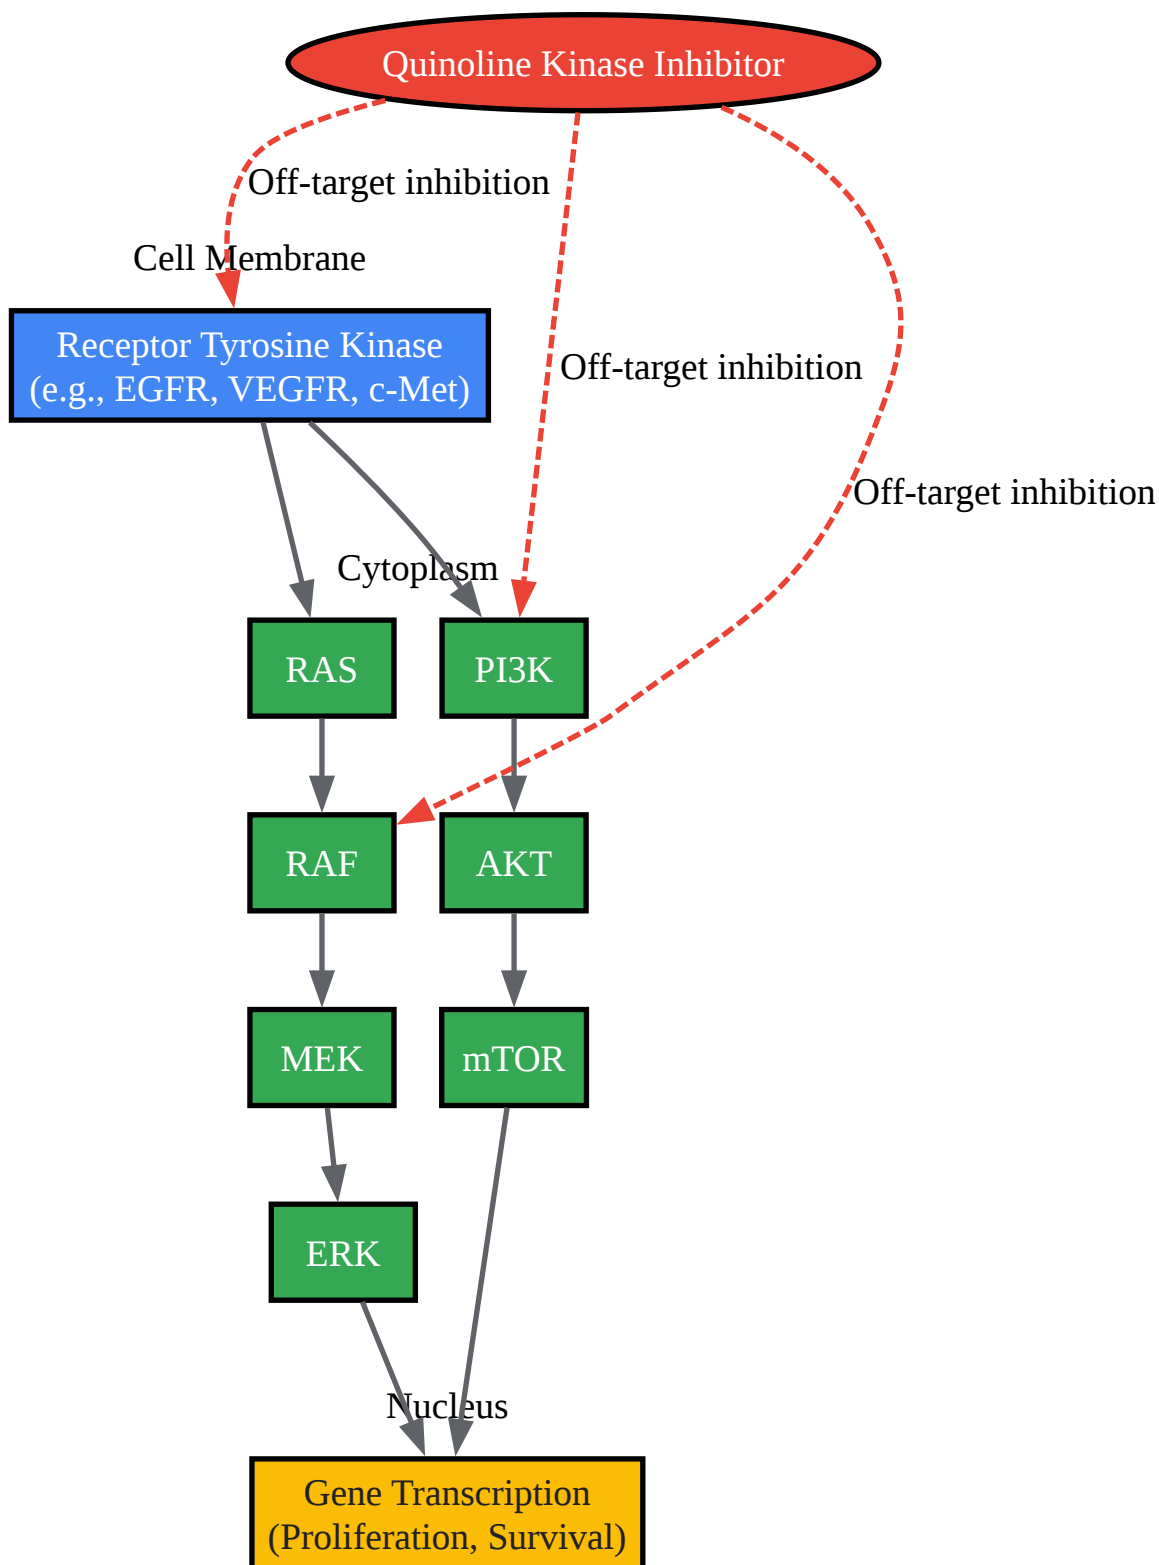 Quinoline Kinase Inhibitor
Off-target inhibition
Cell Membrane
Receptor Tyrosine Kinase
(e.g., EGFR, VEGFR, c-Met)
Off-target inhibition
Off-target inhibition
Cytoplasm
RAS
PI3K
RAF
AKT
MEK
mTOR
ERK
Nucleus
Gene Transcription
(Proliferation, Survival)